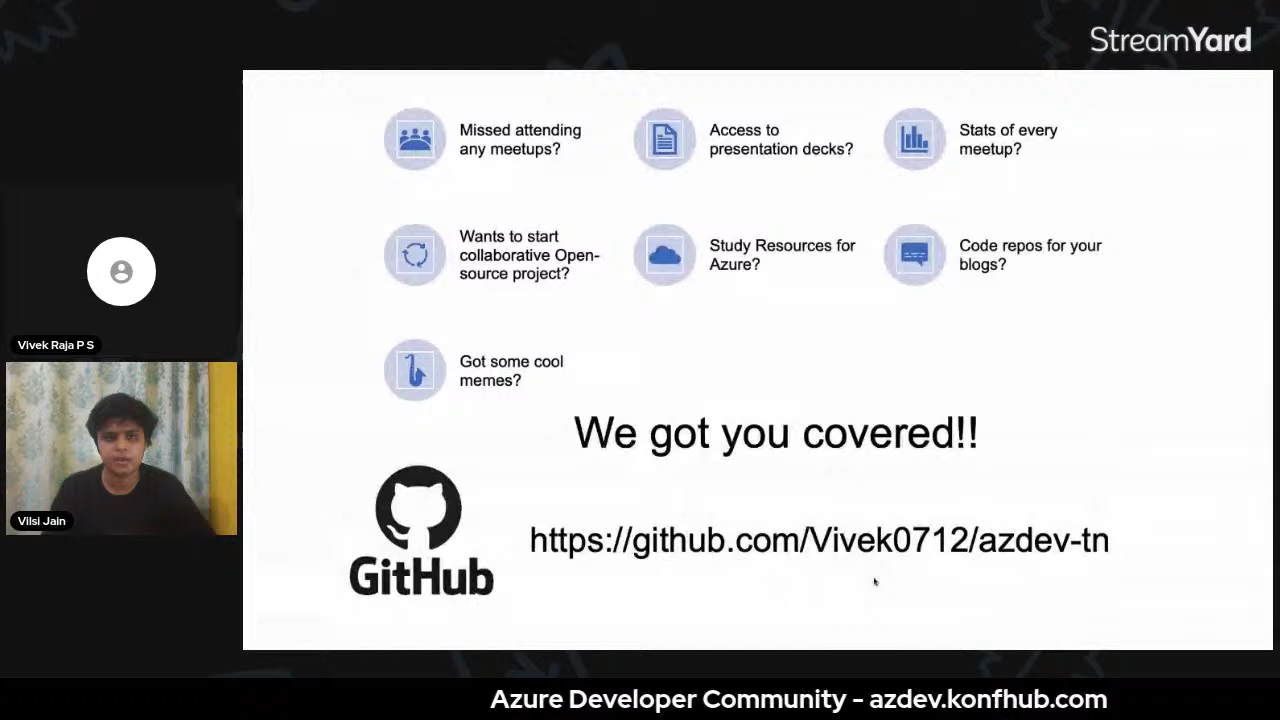 StreamYard
Missed attending
any meetups?
Access to
presentation decks?
Stats of every
meetup?
Wants to start
collaborative Open-
source project?
Study Resources for
Azure?
Code repos for your
blogs?
Got some cool
memes?
We got you covered!!
GitHub
https://github.com/Vivek0712/azdev-tn
Vivek Raja P S
Vilsi Jain
Azure Developer Community - azdev.konfhub.com